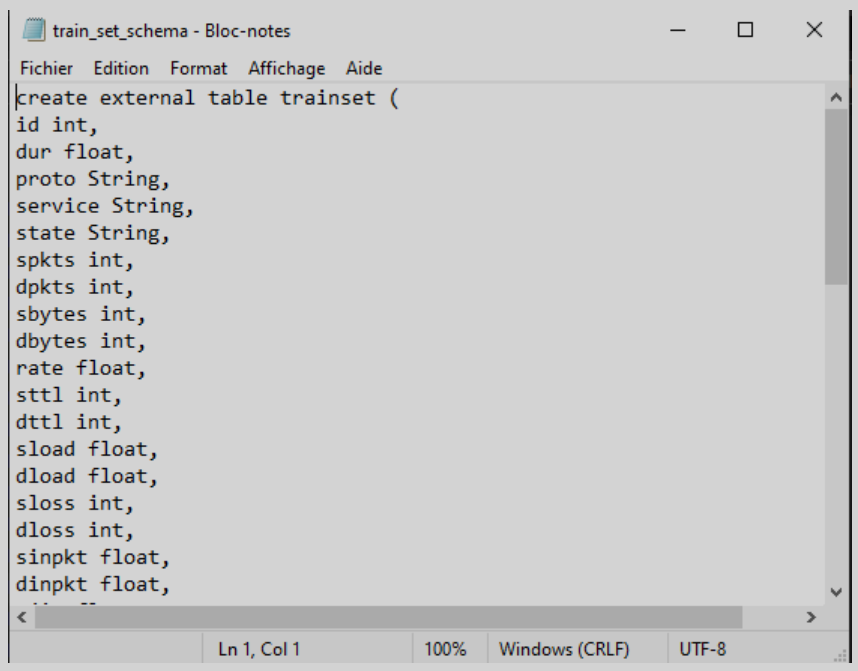 train_set_schema - Bloc-notes
Fichier Edition Format Affichage Aide
create external table trainset (
id int,
dur float,
proto String,
service String,
state String,
spkts int,
dpkts int,
sbytes int,
dbytes int,
rate float,
sttl int,
dttl int,
sload float,
dload float,
sloss int,
dloss int,
sinpkt float,
dinpkt float,
Ln 1, Col 1 100% Windows (CRLF) UTF-8